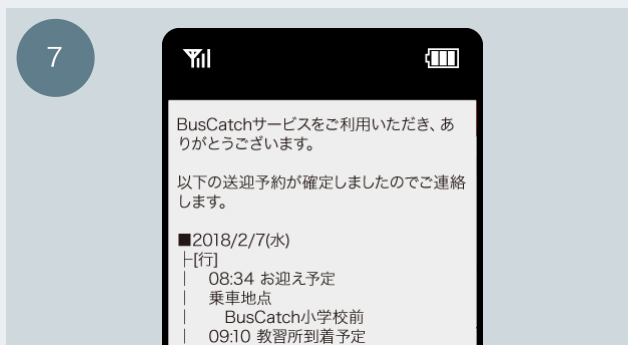 7
BusCatchサービスをご利用いただき、あ
りがとうございます。
以下の送迎予約が確定しましたのでご連絡
します。
■2018/2/7(水)
├[行]
│ 08:34 お迎え予定
│ 乗車地点
│ BusCatch小学校前
│ 09:10 教習所到着予定